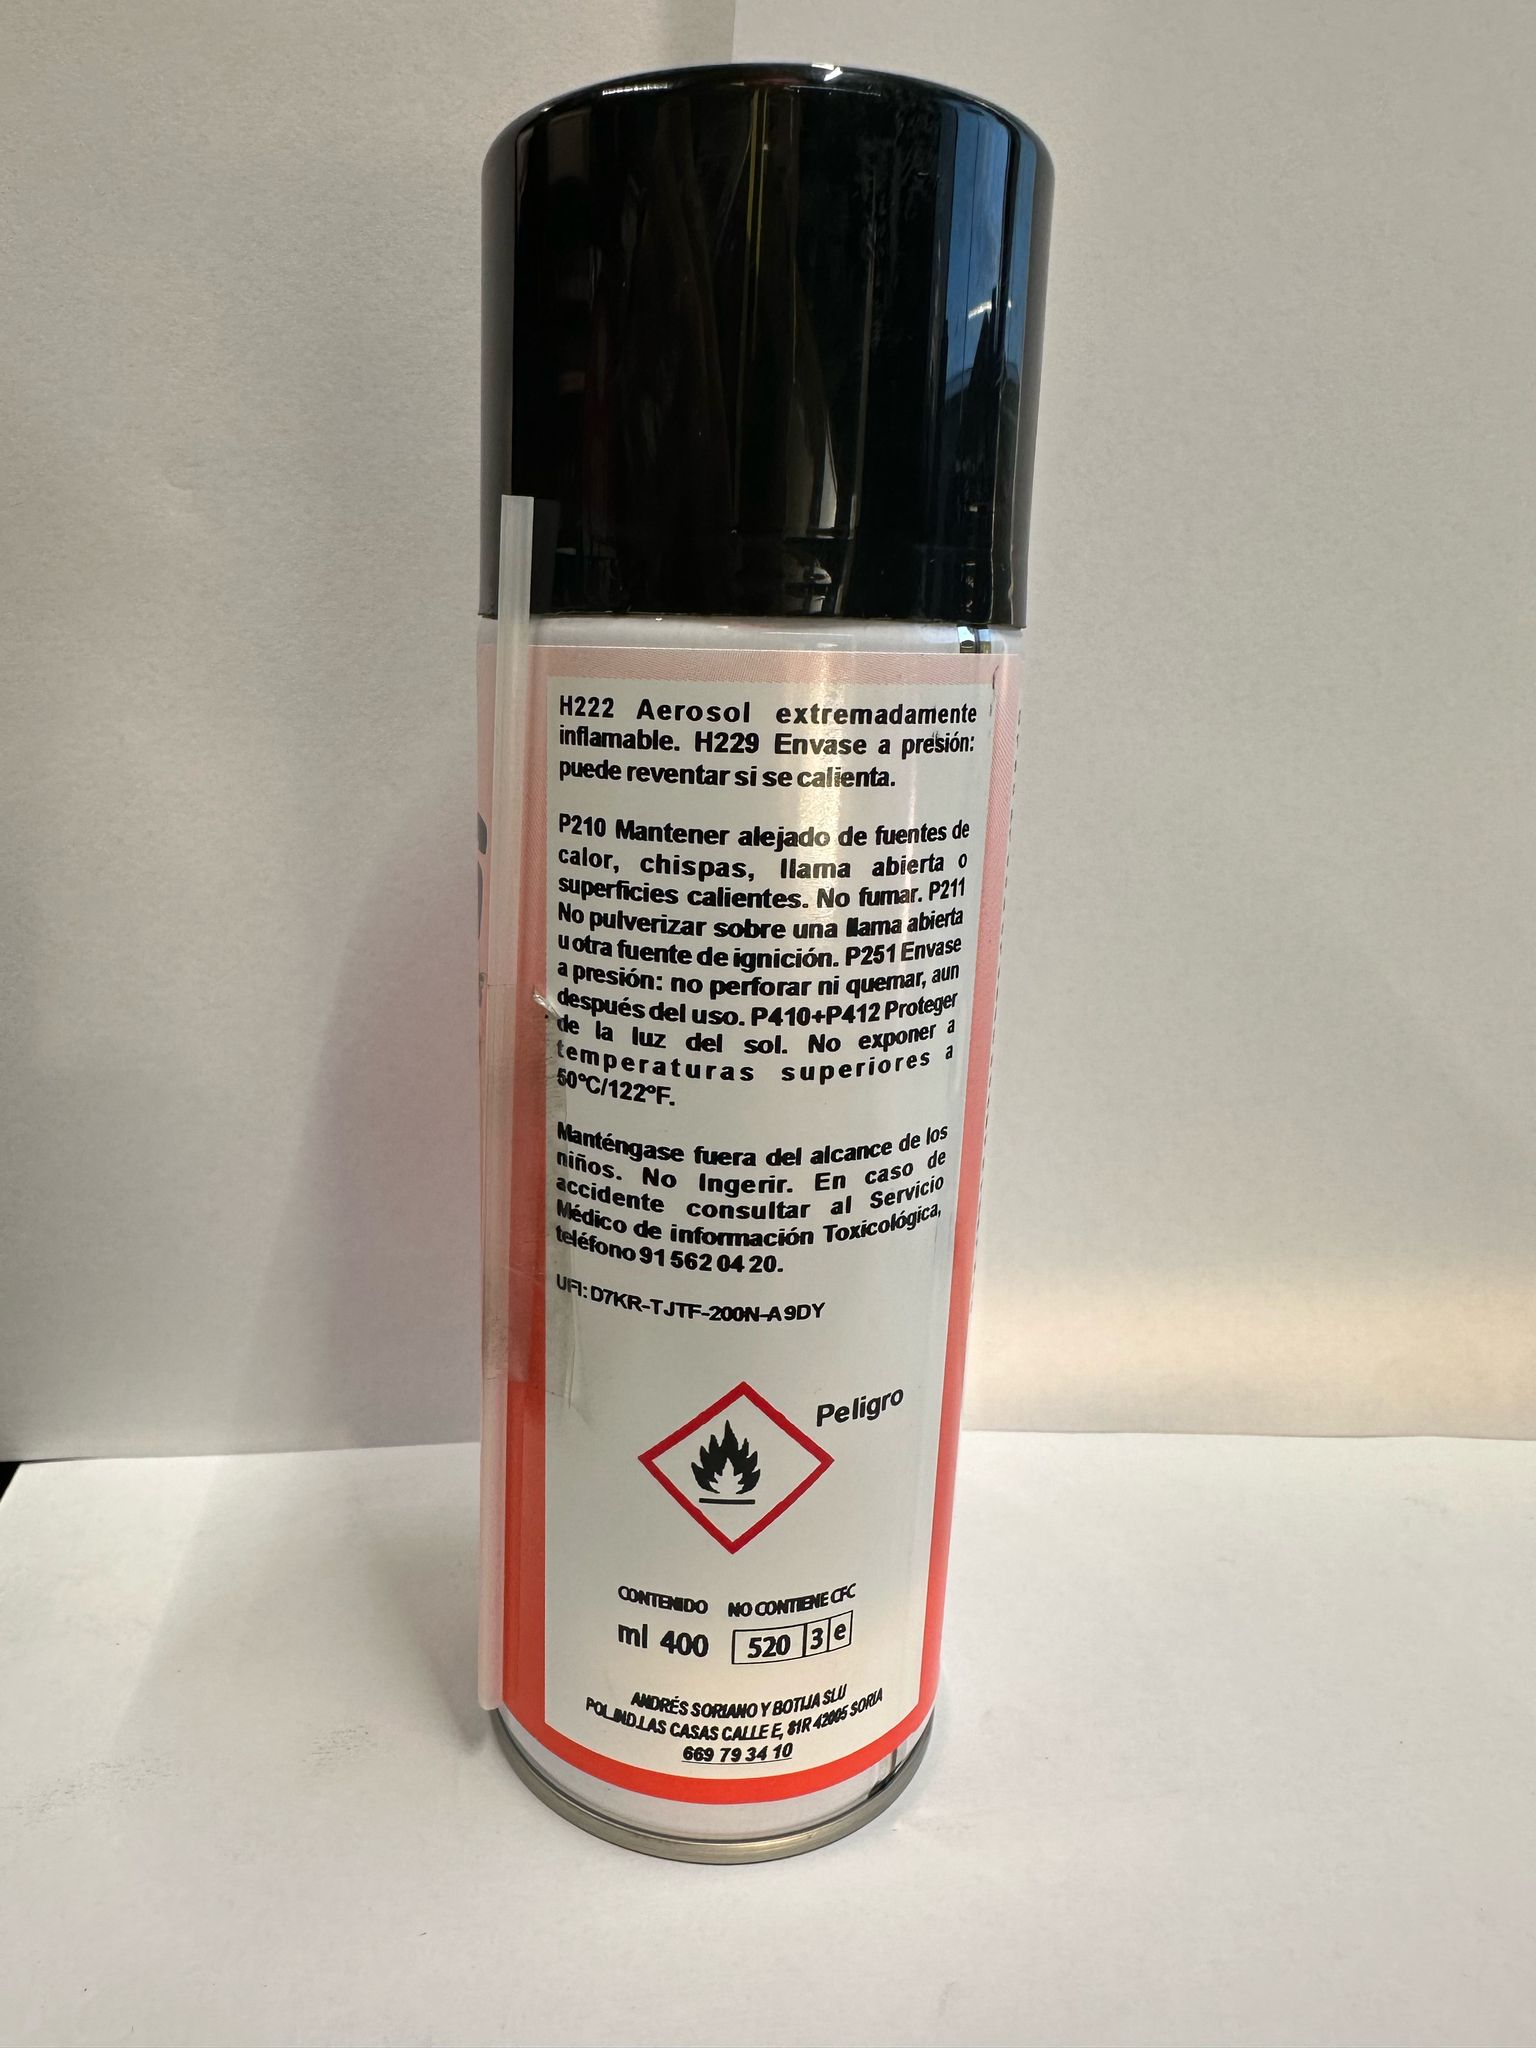 H222 Aerosol extremadamente
inflamable. H229 Envase a presión:
puede reventar si se calienta.
P210 Mantener alejado de fuentes de
calor, chispas, llama abierta o
superficies calientes. No fumar. P211
No pulverizar sobre una llama abierta
u otra fuente de ignición. P251 Envase
a presión: no perforar ni quemar, aun
después del uso. P410+P412 Proteger
de la luz del sol. No exponer a
temperaturas superiores a
50ºC/122ºF.
Manténgase fuera del alcance de los
niños. No Ingerir. En caso de
accidente consultar al Servicio
Médico de información Toxicológica,
teléfono 91 562 04 20.
UFI: D7KR-TJTF-200N-A9DY
Peligro
CONTENIDO NO CONTIENE CFC
ml 400 520 3 e
ANDRÉS SORIANO Y BOTIJA SLU
POL.IND.LAS CASAS CALLE E, 81R 42005 SORIA
669 79 34 10